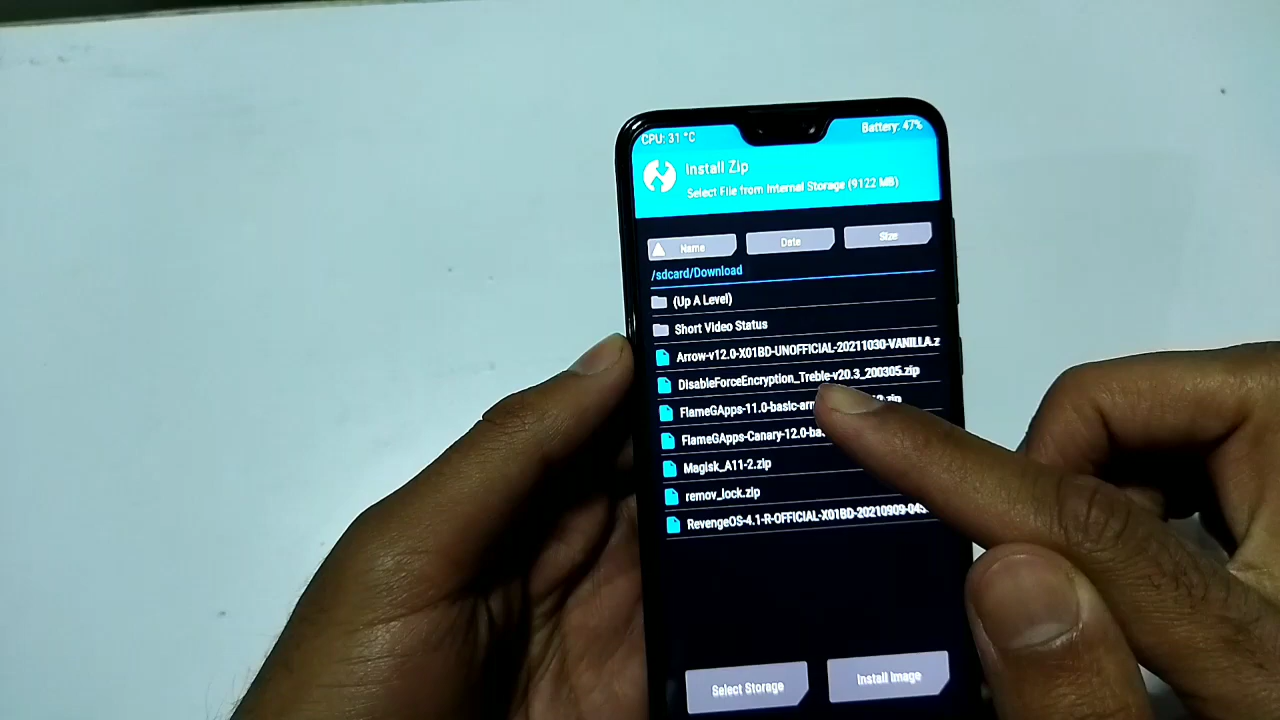 CPU: 31 °C
Battery: 47%
Install Zip
Select File from Internal Storage (9122 MB)
Name
Date
Size
/sdcard/Download
(Up A Level)
Short Video Status
Arrow-v12.0-X01BD-UNOFFICIAL-20211030-VANILLA.z
DisableForceEncryption_Treble-v20.3_200305.zip
FlameGApps-11.0-basic-arm .zip
FlameGApps-Canary-12.0-bas
Magisk_A11-2.zip
remov_lock.zip
RevengeOS-4.1-R-OFFICIAL-X01BD-20210909-045
Select Storage
Install Image